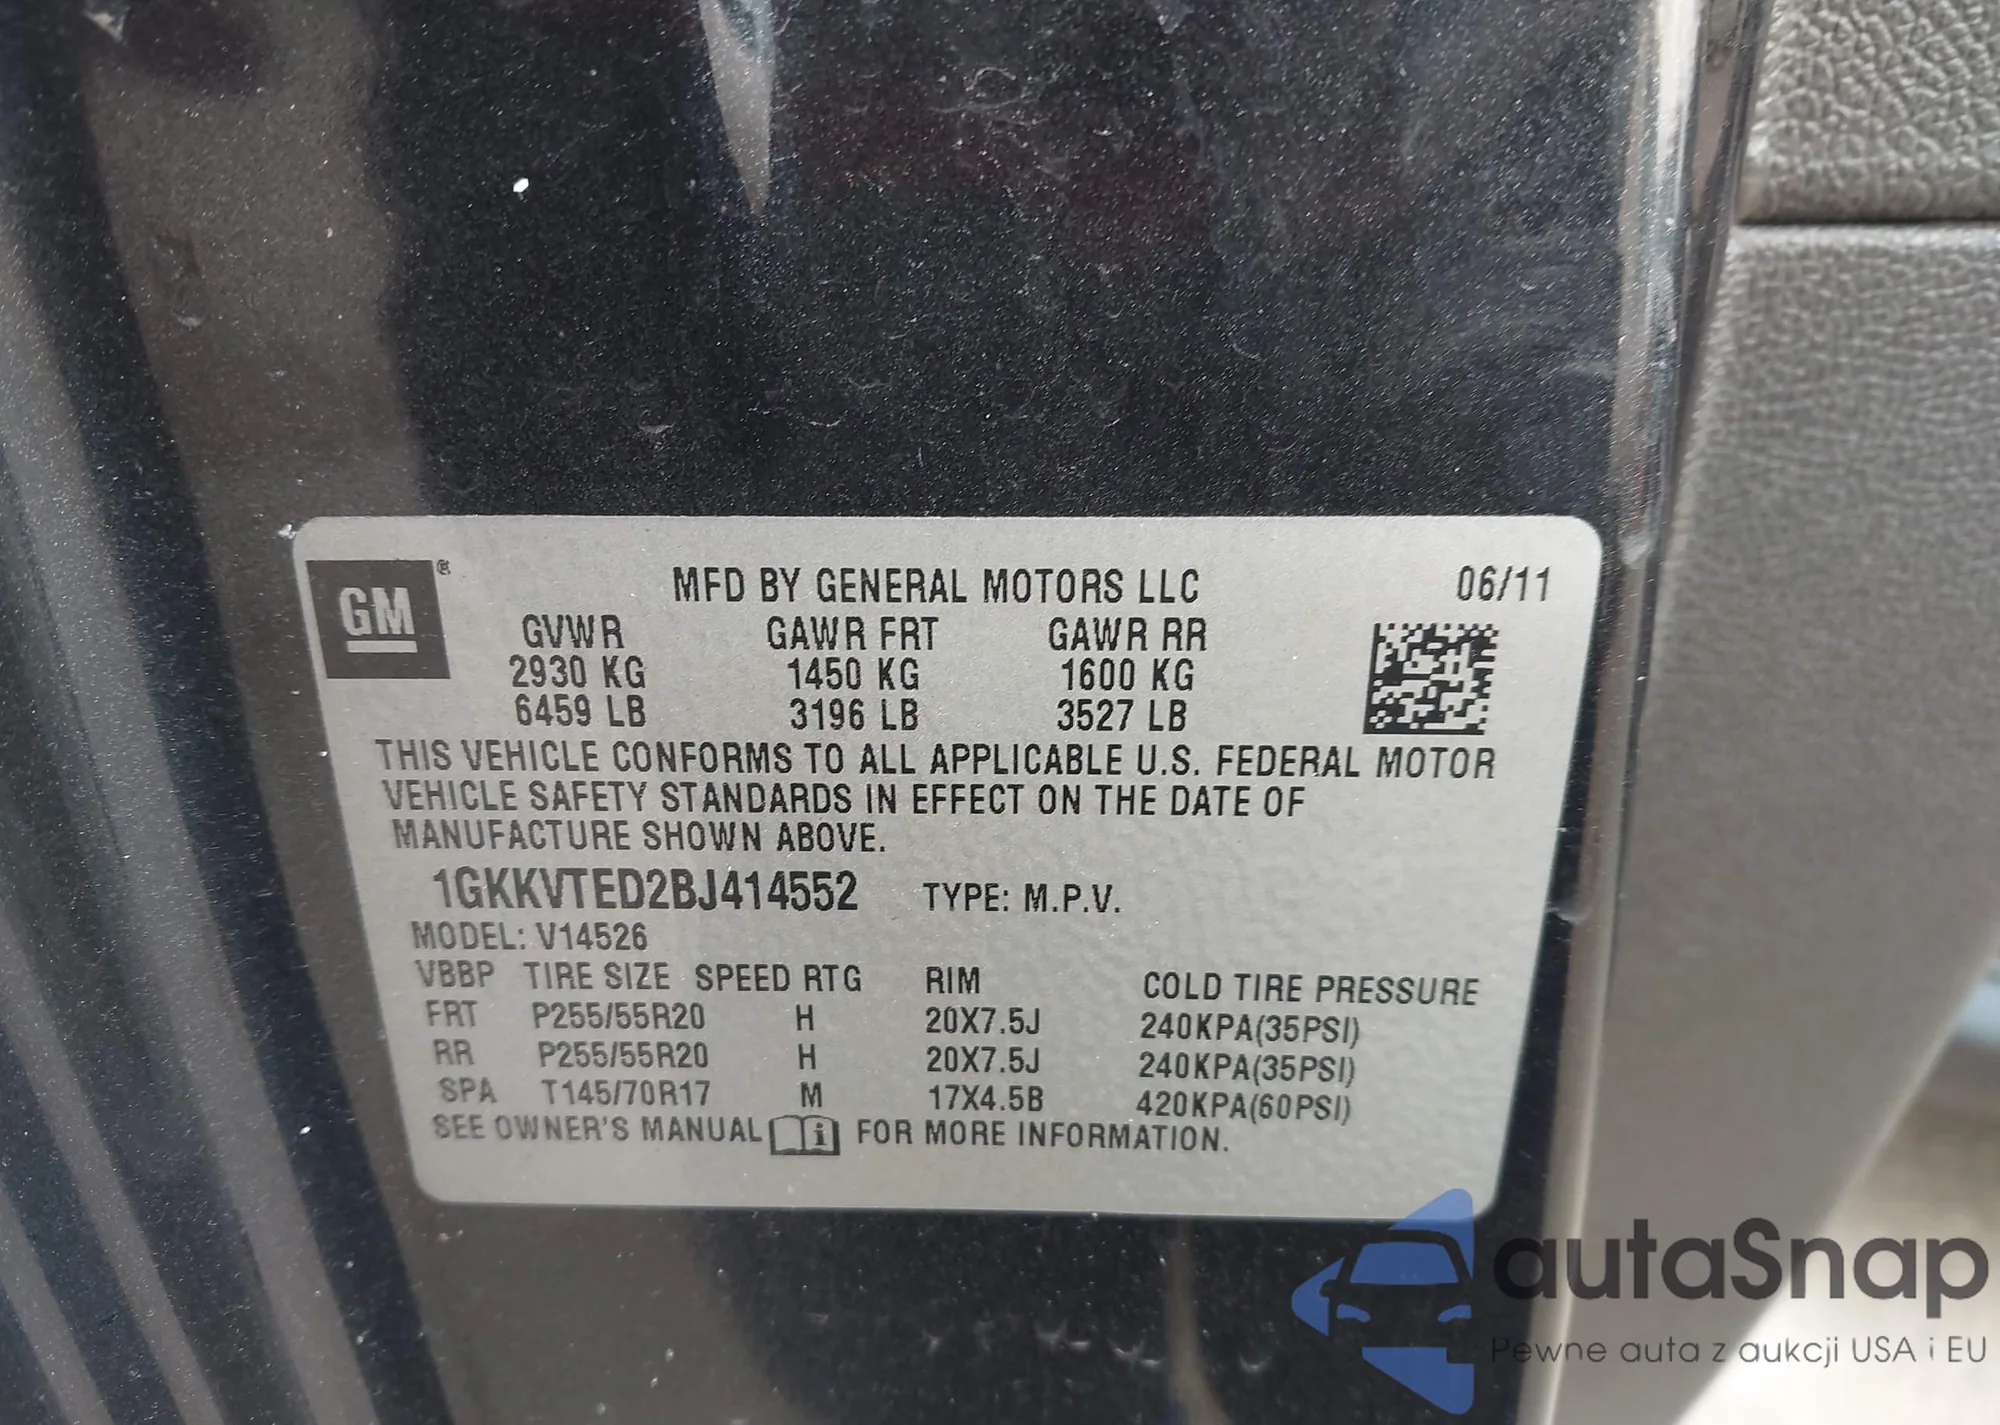 GM ®
MFD BY GENERAL MOTORS LLC 06/11
GVWR GAWR FRT GAWR RR
2930 KG 1450 KG 1600 KG
6459 LB 3196 LB 3527 LB
THIS VEHICLE CONFORMS TO ALL APPLICABLE U.S. FEDERAL MOTOR
VEHICLE SAFETY STANDARDS IN EFFECT ON THE DATE OF
MANUFACTURE SHOWN ABOVE.
1GKKVTED2BJ414552 TYPE: M.P.V.
MODEL: V14526
VBBP TIRE SIZE SPEED RTG RIM COLD TIRE PRESSURE
FRT P255/55R20 H 20X7.5J 240KPA(35PSI)
RR P255/55R20 H 20X7.5J 240KPA(35PSI)
SPA T145/70R17 M 17X4.5B 420KPA(60PSI)
SEE OWNER'S MANUAL i FOR MORE INFORMATION.
autaSnap
Pewne auta z aukcji USA i EU